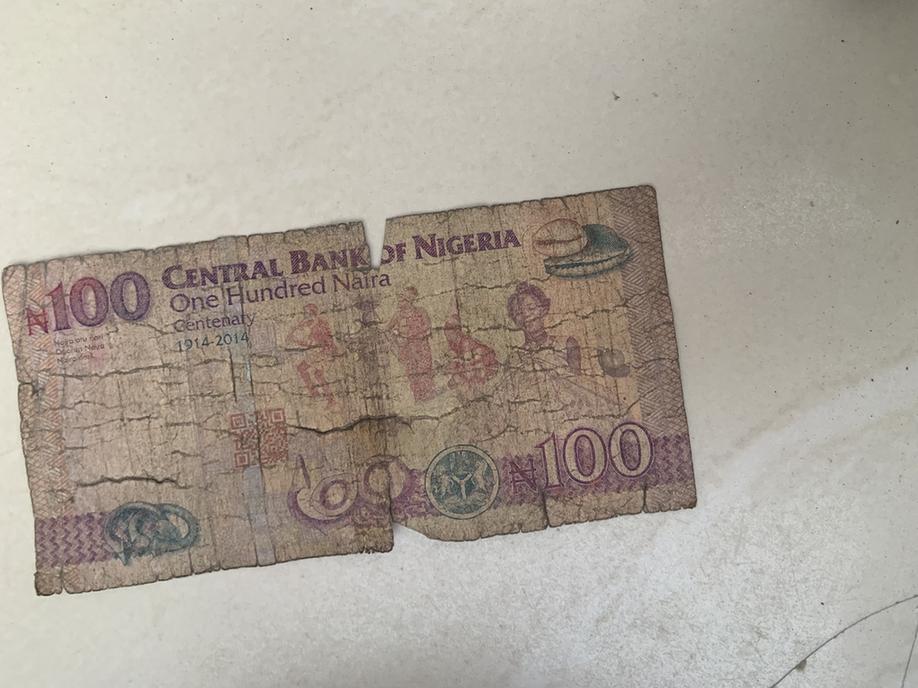 ₦100
CENTRAL BANK OF NIGERIA
One Hundred Naira
Centenary
1914-2014
₦100